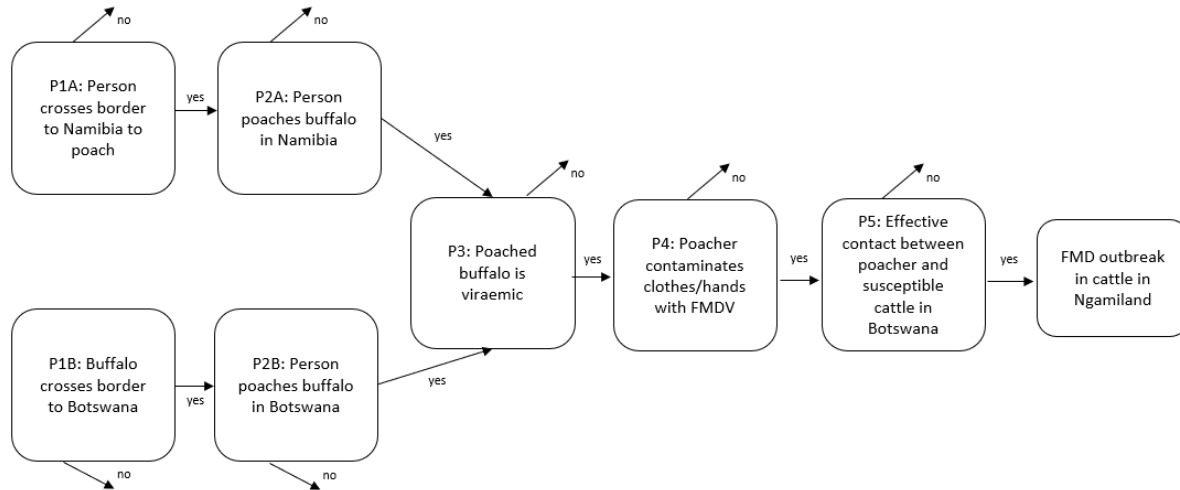 no
P1A: Person
crosses border
to Namibia to
poach
yes
no
P2A: Person
poaches buffalo
in Namibia
yes
no
P3: Poached
buffalo is
viraemic
yes
no
P4: Poacher
contaminates
clothes/hands
with FMDV
yes
no
P5: Effective
contact between
poacher and
susceptible
cattle in
Botswana
yes
FMD outbreak
in cattle in
Ngamiland
P1B: Buffalo
crosses border
to Botswana
yes
no
P2B: Person
poaches buffalo
in Botswana
yes
no